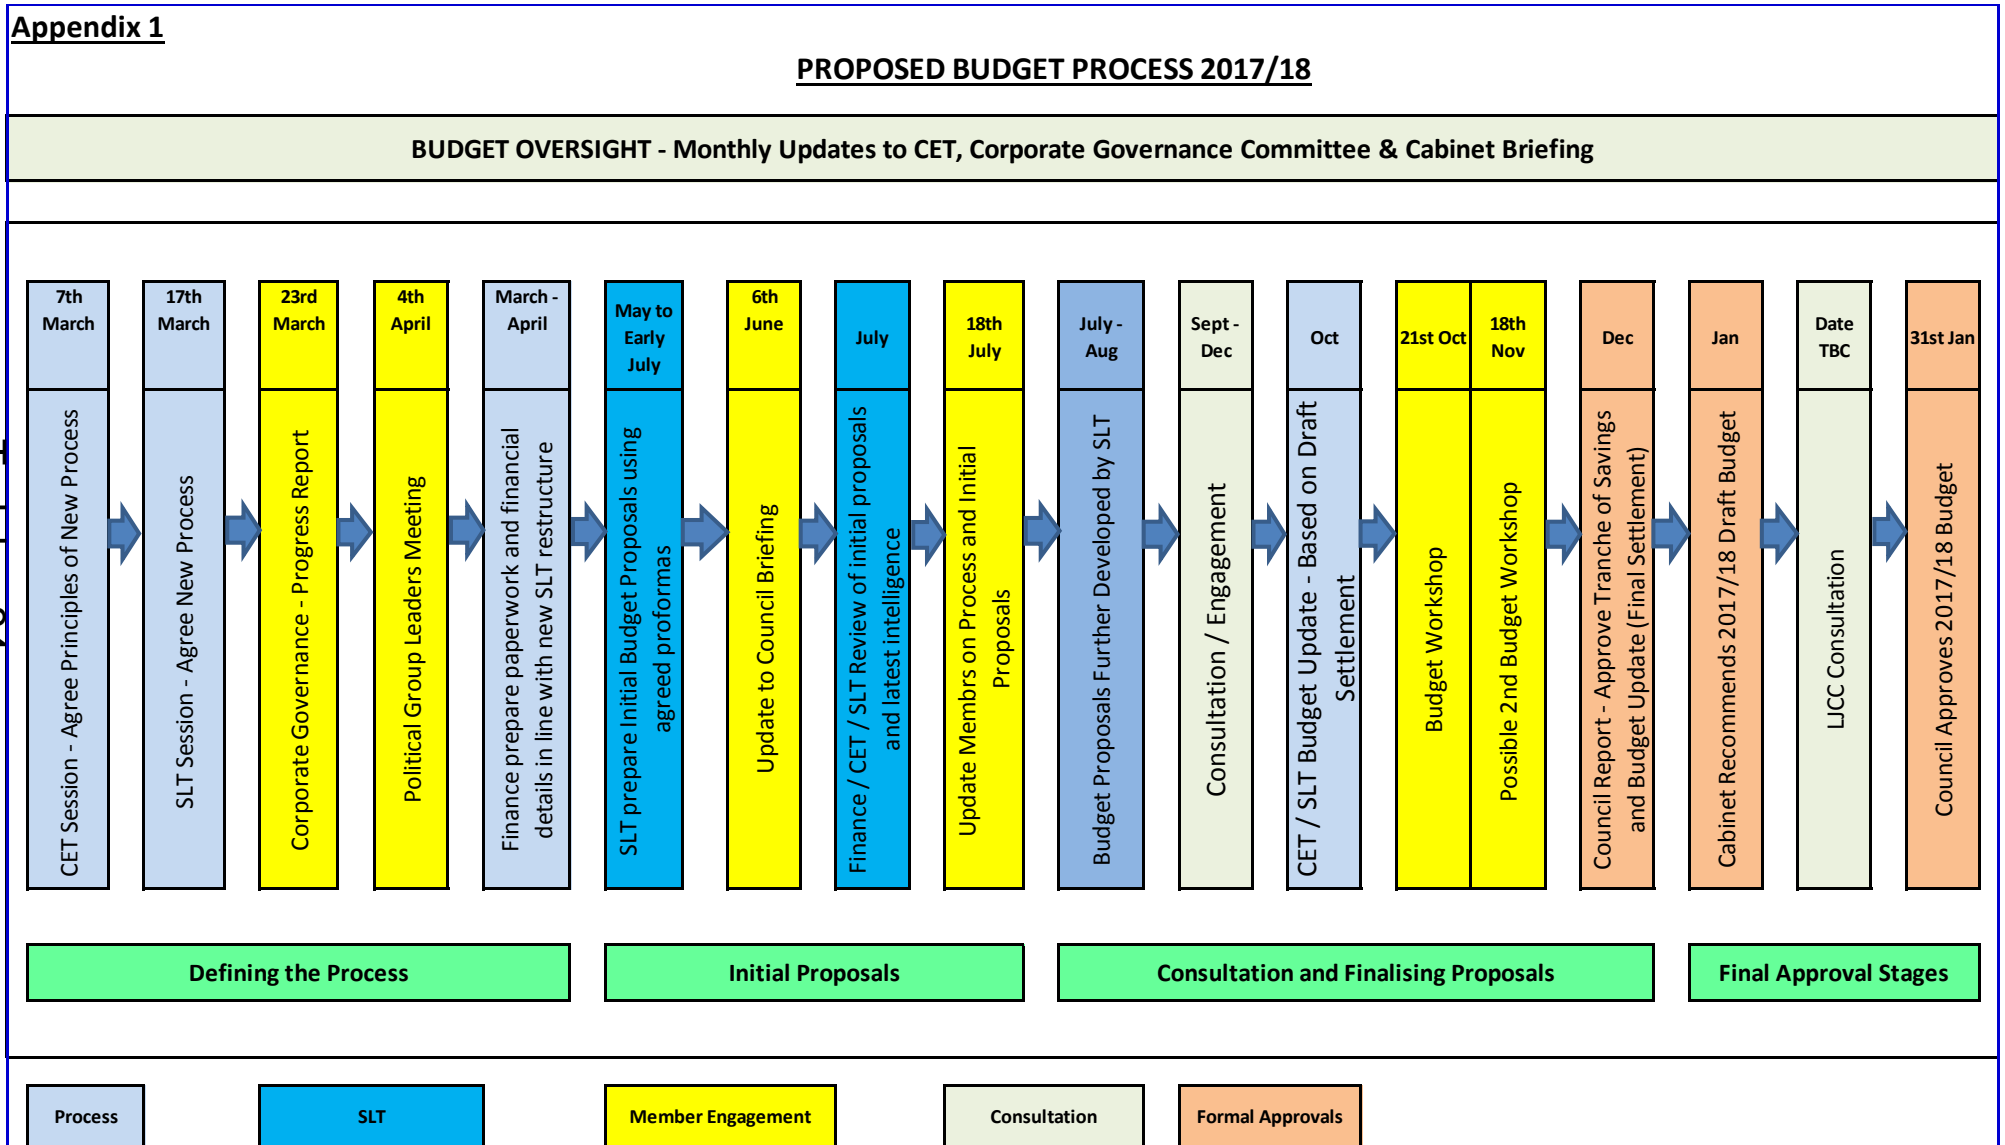 Appendix 1
PROPOSED BUDGET PROCESS 2017/18
BUDGET OVERSIGHT - Monthly Updates to CET, Corporate Governance Committee & Cabinet Briefing
7th
March
CET Session - Agree Principles of New Process
17th
March
SLT Session - Agree New Process
23rd
March
Corporate Governance - Progress Report
4th
April
Political Group Leaders Meeting
March -
April
Finance prepare paperwork and financial
details in line with new SLT restructure
May to
Early
July
SLT prepare Initial Budget Proposals using
agreed proformas
6th
June
Update to Council Briefing
July
Finance / CET / SLT Review of initial proposals
and latest intelligence
18th
July
Update Membrs on Process and Initial
Proposals
July -
Aug
Budget Proposals Further Developed by SLT
Sept -
Dec
Consultation / Engagement
Oct
CET / SLT Budget Update - Based on Draft
Settlement
21st Oct
Budget Workshop
18th
Nov
Possible 2nd Budget Workshop
Dec
Council Report - Approve Tranche of Savings
and Budget Update (Final Settlement)
Jan
Cabinet Recommends 2017/18 Draft Budget
Date
TBC
LJCC Consultation
31st Jan
Council Approves 2017/18 Budget
Defining the Process
Initial Proposals
Consultation and Finalising Proposals
Final Approval Stages
Process
SLT
Member Engagement
Consultation
Formal Approvals